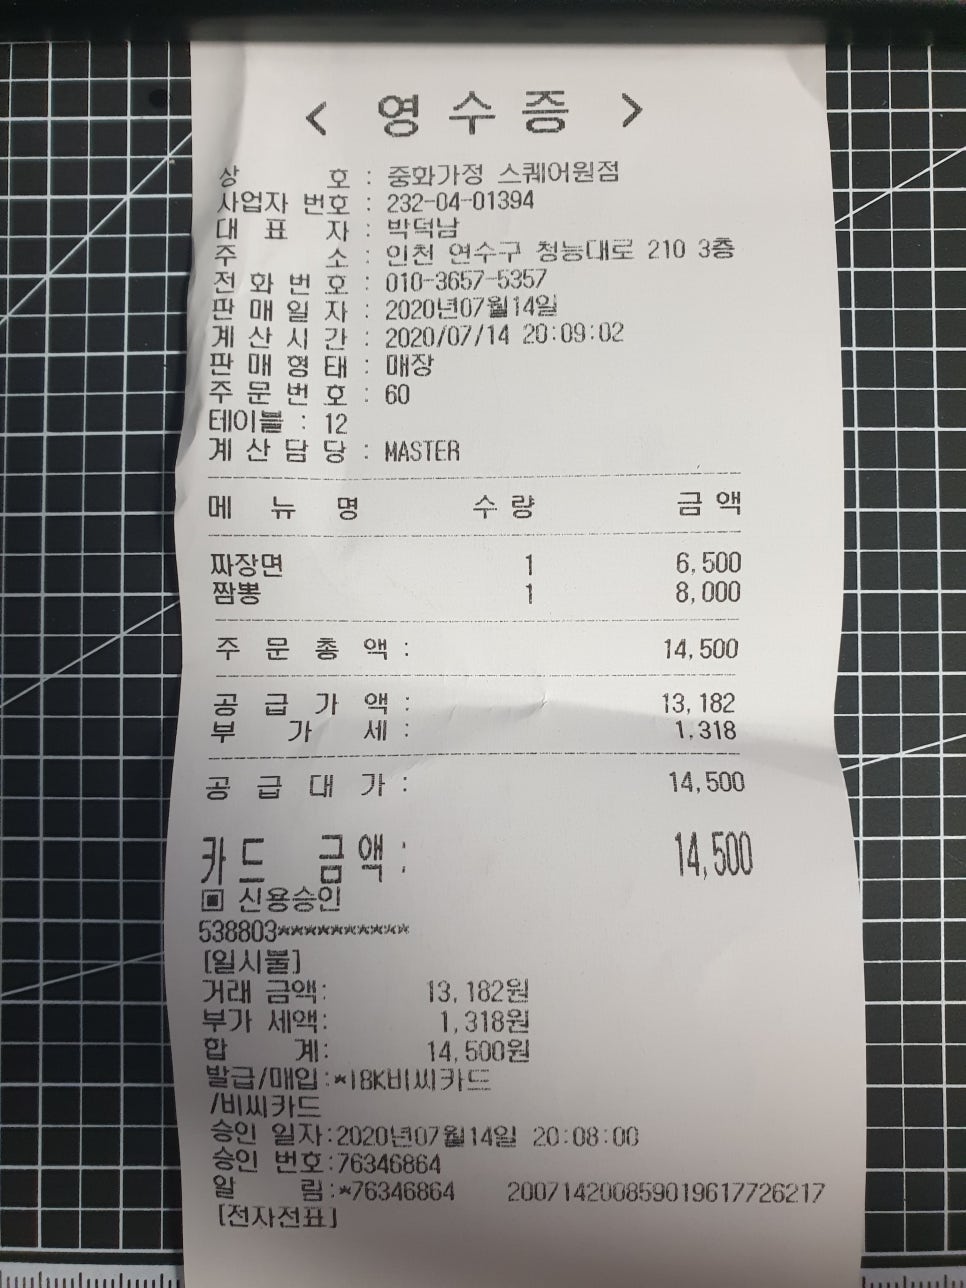 < 영수증 >
상 호 : 중화가정 스퀘어원점
사업자 번호 : 232-04-01394
대 표 자 : 박덕남
주 소 : 인천 연수구 청능대로 210 3층
전 화 번 호 : 010-3657-5357
판 매 일 자 : 2020년07월14일
계 산 시 간 : 2020/07/14 20:09:02
판 매 형 태 : 매장
주 문 번 호 : 60
테이블 : 12
계 산 담 당 : MASTER
메 뉴 명 수 량 금 액
짜장면 1 6,500
짬뽕 1 8,000
주 문 총 액 : 14,500
공 급 가 액 : 13,182
부 가 세 : 1,318
공 급 대 가 : 14,500
카드 금액 : 14,500
▣ 신용승인
538803**********
[일시불]
거래 금액: 13,182원
부가 세액: 1,318원
합 계: 14,500원
발급/매입:*IBK비씨카드
/비씨카드
승인 일자:2020년07월14일 20:08:00
승인 번호:76346864
알 림:*76346864 200714200859019617726217
[전자전표]